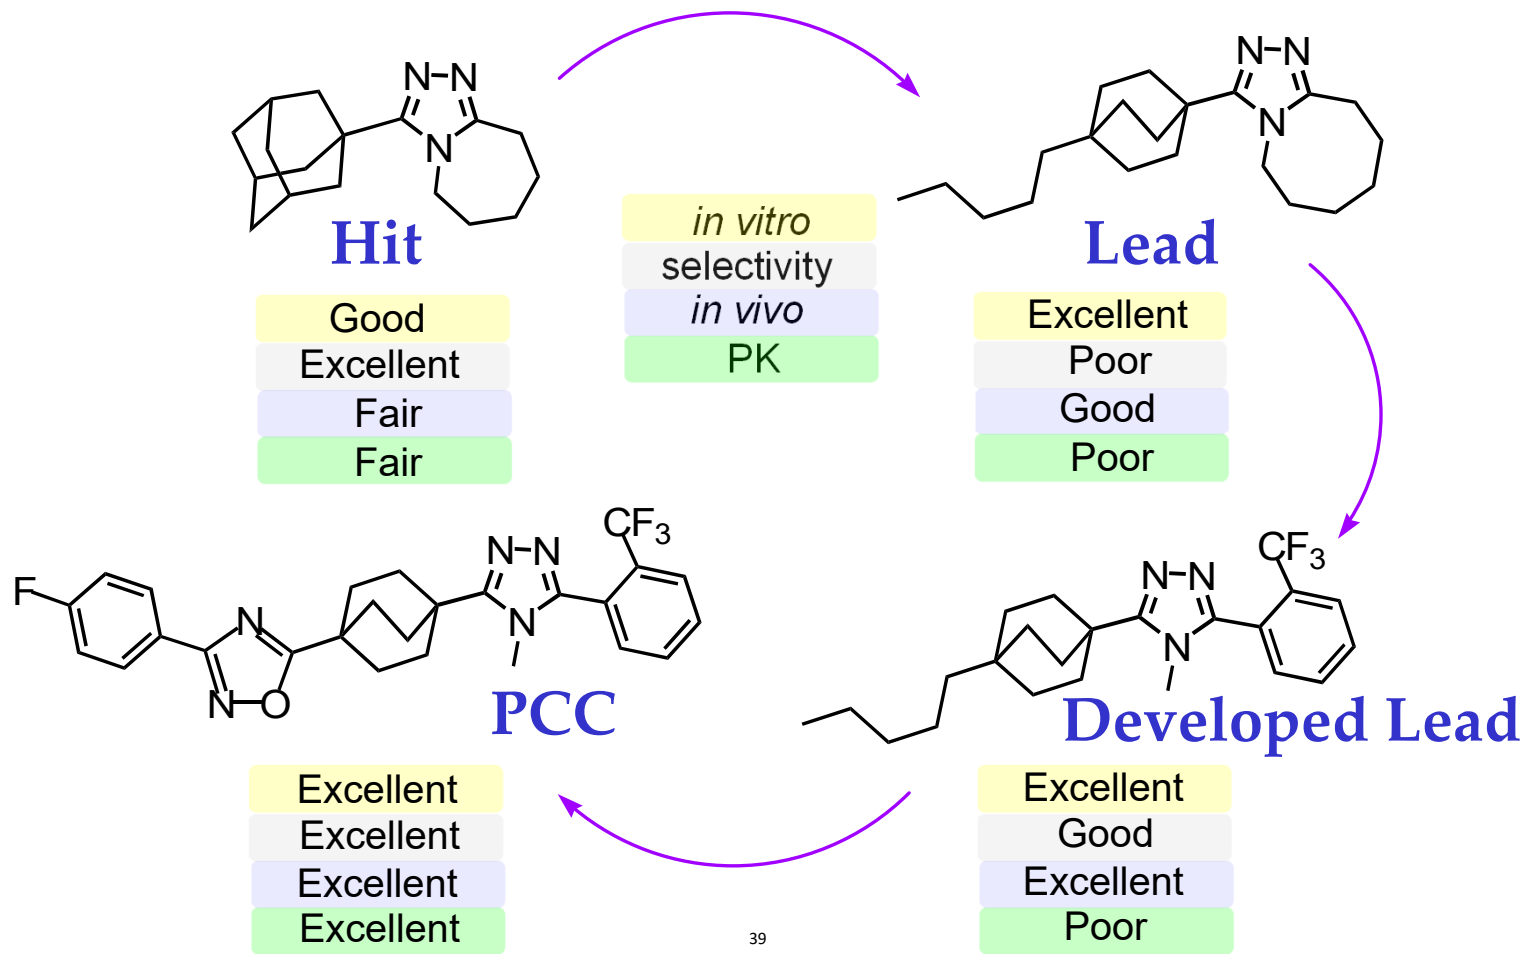 N-N
N
Hit
Good
Excellent
Fair
Fair
in vitro
selectivity
in vivo
PK
N-N
N
Lead
Excellent
Poor
Good
Poor
CF3
N-N
N
F
N
N-O
PCC
Excellent
Excellent
Excellent
Excellent
CF3
N-N
N
Developed Lead
Excellent
Good
Excellent
Poor
39